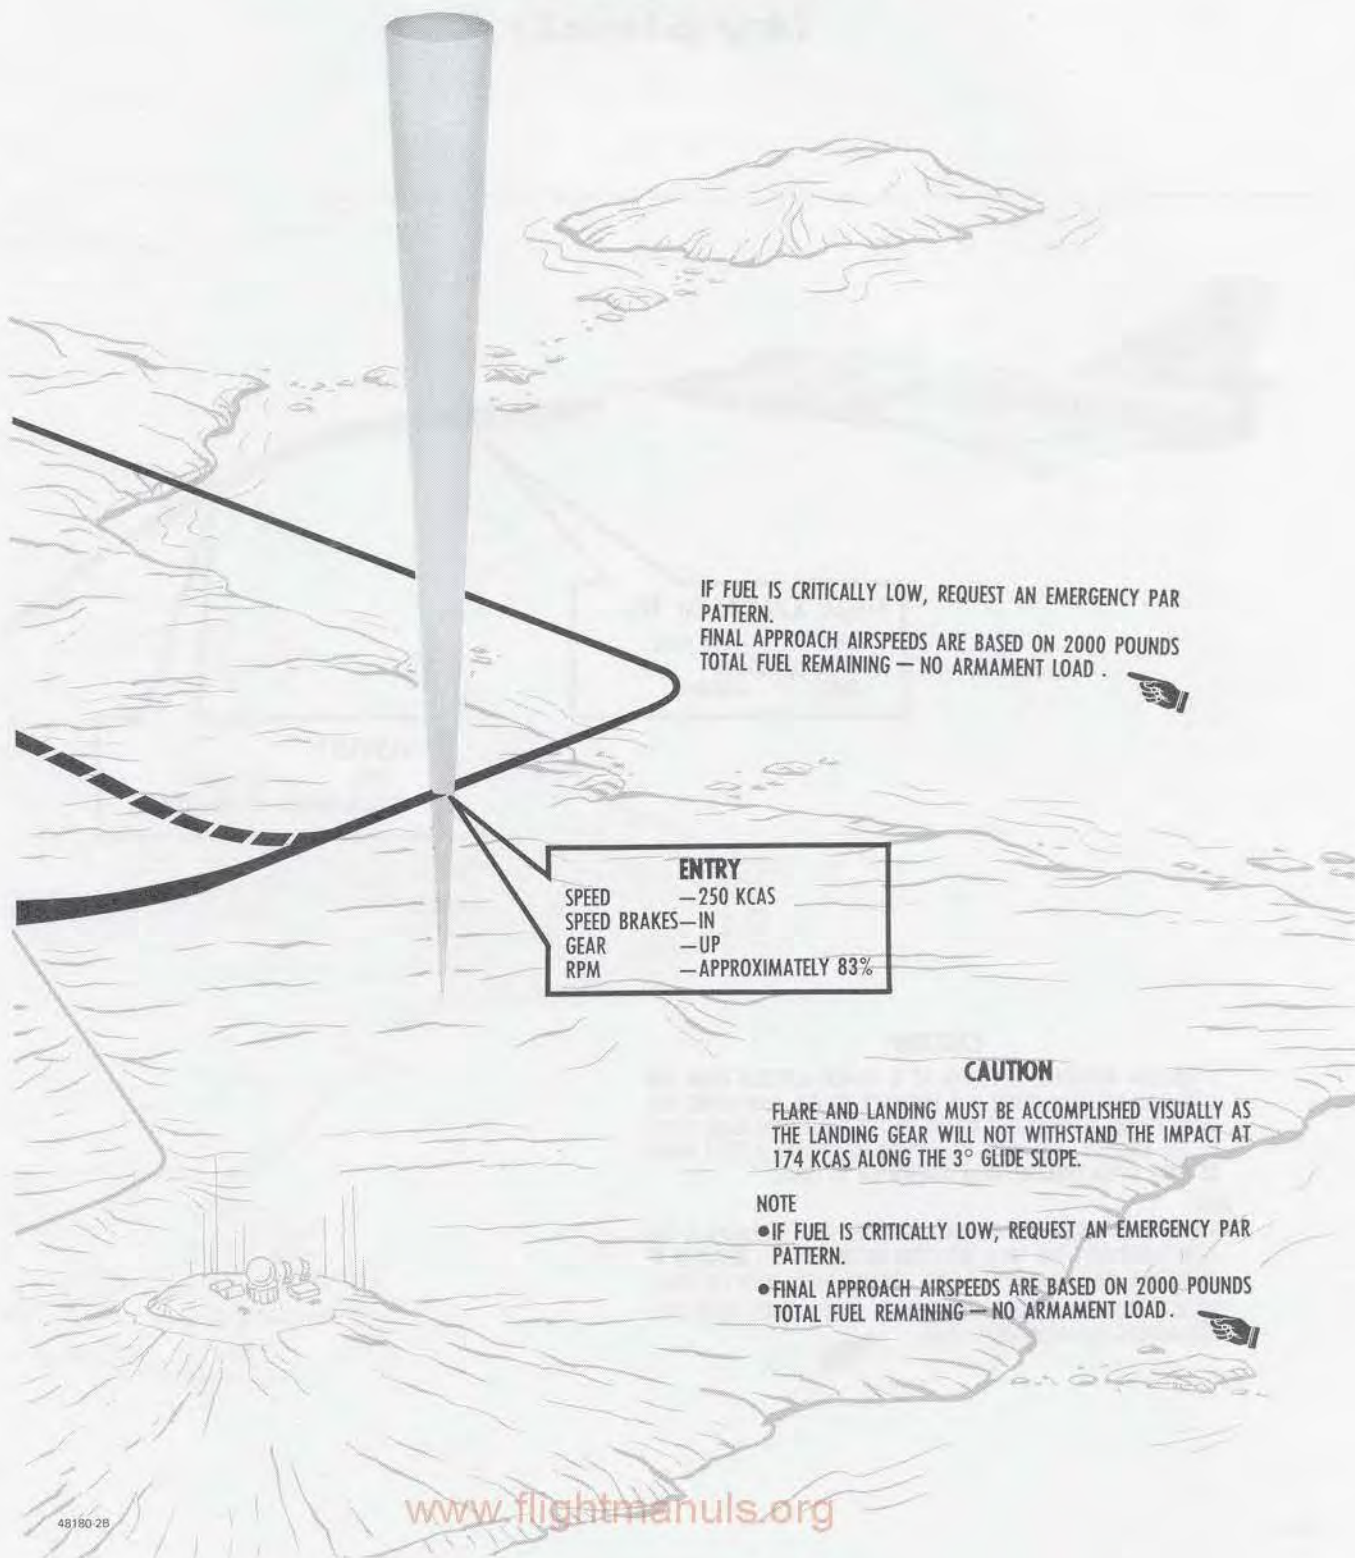 IF FUEL IS CRITICALLY LOW, REQUEST AN EMERGENCY PAR
PATTERN.
FINAL APPROACH AIRSPEEDS ARE BASED ON 2000 POUNDS
TOTAL FUEL REMAINING — NO ARMAMENT LOAD .
ENTRY
SPEED —250 KCAS
SPEED BRAKES—IN
GEAR —UP
RPM —APPROXIMATELY 83%
CAUTION
FLARE AND LANDING MUST BE ACCOMPLISHED VISUALLY AS
THE LANDING GEAR WILL NOT WITHSTAND THE IMPACT AT
174 KCAS ALONG THE 3° GLIDE SLOPE.
NOTE
●IF FUEL IS CRITICALLY LOW, REQUEST AN EMERGENCY PAR
PATTERN.
●FINAL APPROACH AIRSPEEDS ARE BASED ON 2000 POUNDS
TOTAL FUEL REMAINING — NO ARMAMENT LOAD.
www.flightmanuls.org
48180-2B